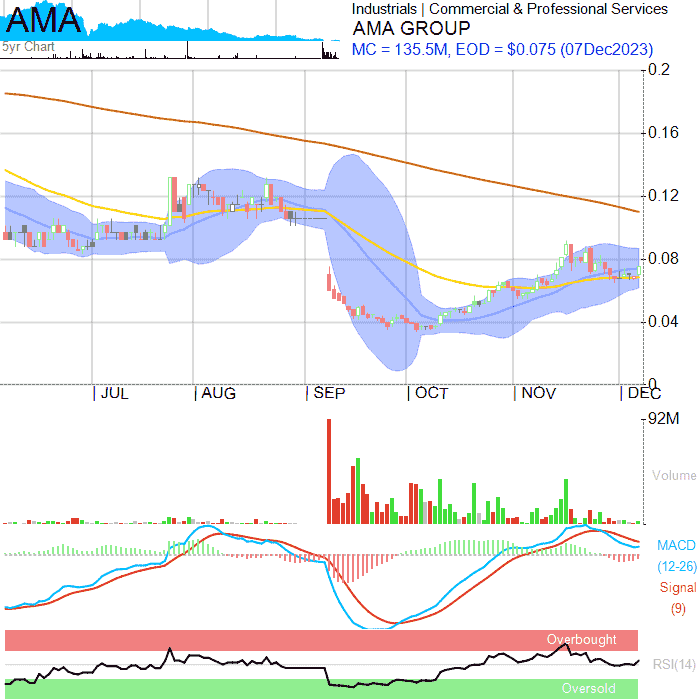 AMA
5yr Chart
Industrials | Commercial & Professional Services
AMA GROUP
MC = 135.5M, EOD = $0.075 (07Dec2023)
0.2
0.16
0.12
0.08
0.04
0
JUL AUG SEP OCT NOV DEC
92M
Volume
MACD
(12-26)
Signal
(9)
Overbought
RSI(14)
Oversold